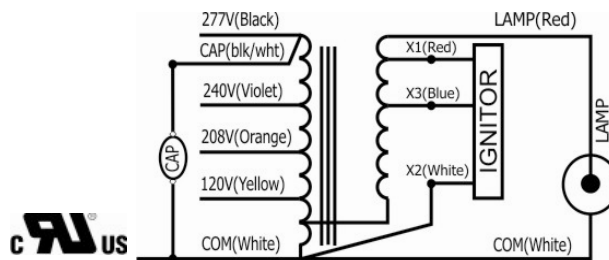 277V(Black)
CAP(blk/wht)
240V(Violet)
208V(Orange)
120V(Yellow)
COM(White)
CAP
LAMP(Red)
X1(Red)
X3(Blue)
X2(White)
IGNITOR
LAMP
COM(White)
c RU ® US